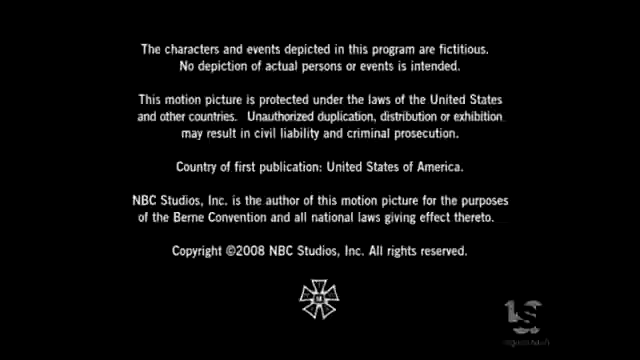 The characters and events depicted in this program are fictitious.
No depiction of actual persons or events is intended.
This motion picture is protected under the laws of the United States
and other countries. Unauthorized duplication, distribution or exhibition
may result in civil liability and criminal prosecution.
Country of first publication: United States of America.
NBC Studios, Inc. is the author of this motion picture for the purposes
of the Berne Convention and all national laws giving effect thereto.
Copyright ©2008 NBC Studios, Inc. All rights reserved.